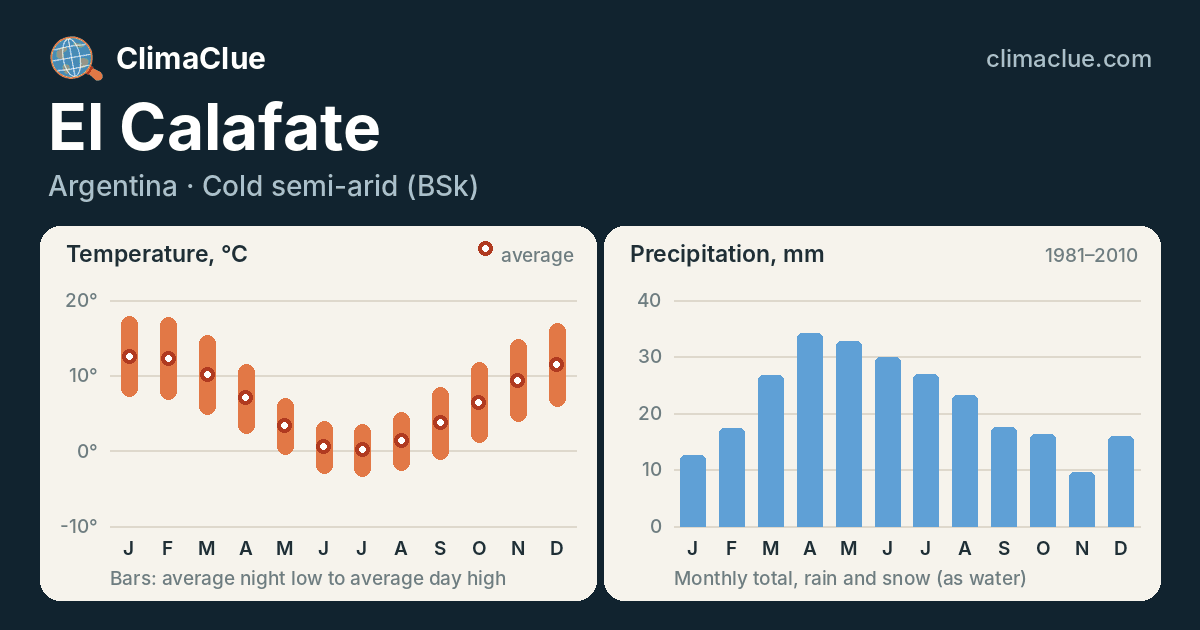 ClimaClue
climaclue.com
El Calafate
Argentina · Cold semi-arid (BSk)
Temperature, °C
average
20°
10°
0°
-10°
J F M A M J J A S O N D
Bars: average night low to average day high
Precipitation, mm
1981–2010
40
30
20
10
0
J F M A M J J A S O N D
Monthly total, rain and snow (as water)